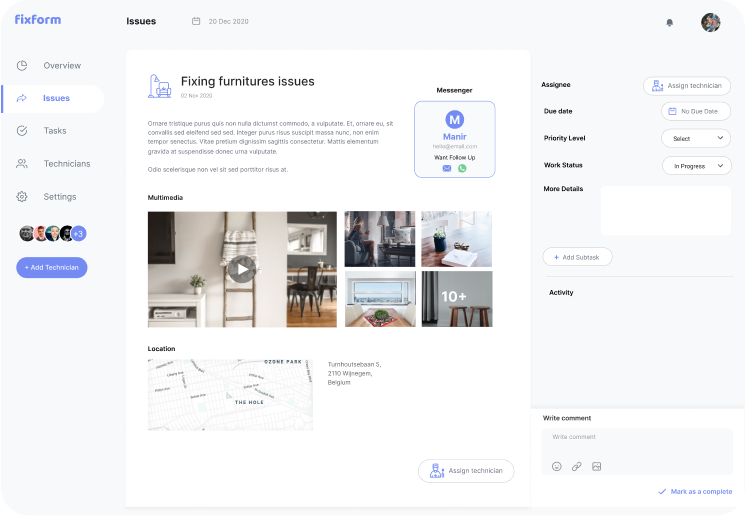 fixform
Issues
20 Dec 2020
Overview
Issues
Tasks
Technicians
Settings
+3
+ Add Technician
Fixing furnitures issues
02 Nov 2020
Ornare tristique purus quis non nulla dictumst commodo, a vulputate. Et, ornare eu, sit
convallis sed eleifend sed sed. Integer purus risus suscipit massa nunc, non enim
tempor senectus. Vitae pretium dignissim sagittis consectetur. Mattis elementum
gravida at suspendisse donec urna vulputate.
Odio scelerisque non vel sit sed porttitor risus at.
Messenger
M
Manir
hello@email.com
Want Follow Up
Multimedia
10+
Location
OZONE PARK
THE HOLE
Turnhoutsebaan 5,
2110 Wijnegem,
Belgium
Assign technician
Assignee
Assign technician
Due date
No Due Date
Priority Level
Select
Work Status
In Progress
More Details
+ Add Subtask
Activity
Write comment
Write comment
Mark as a complete